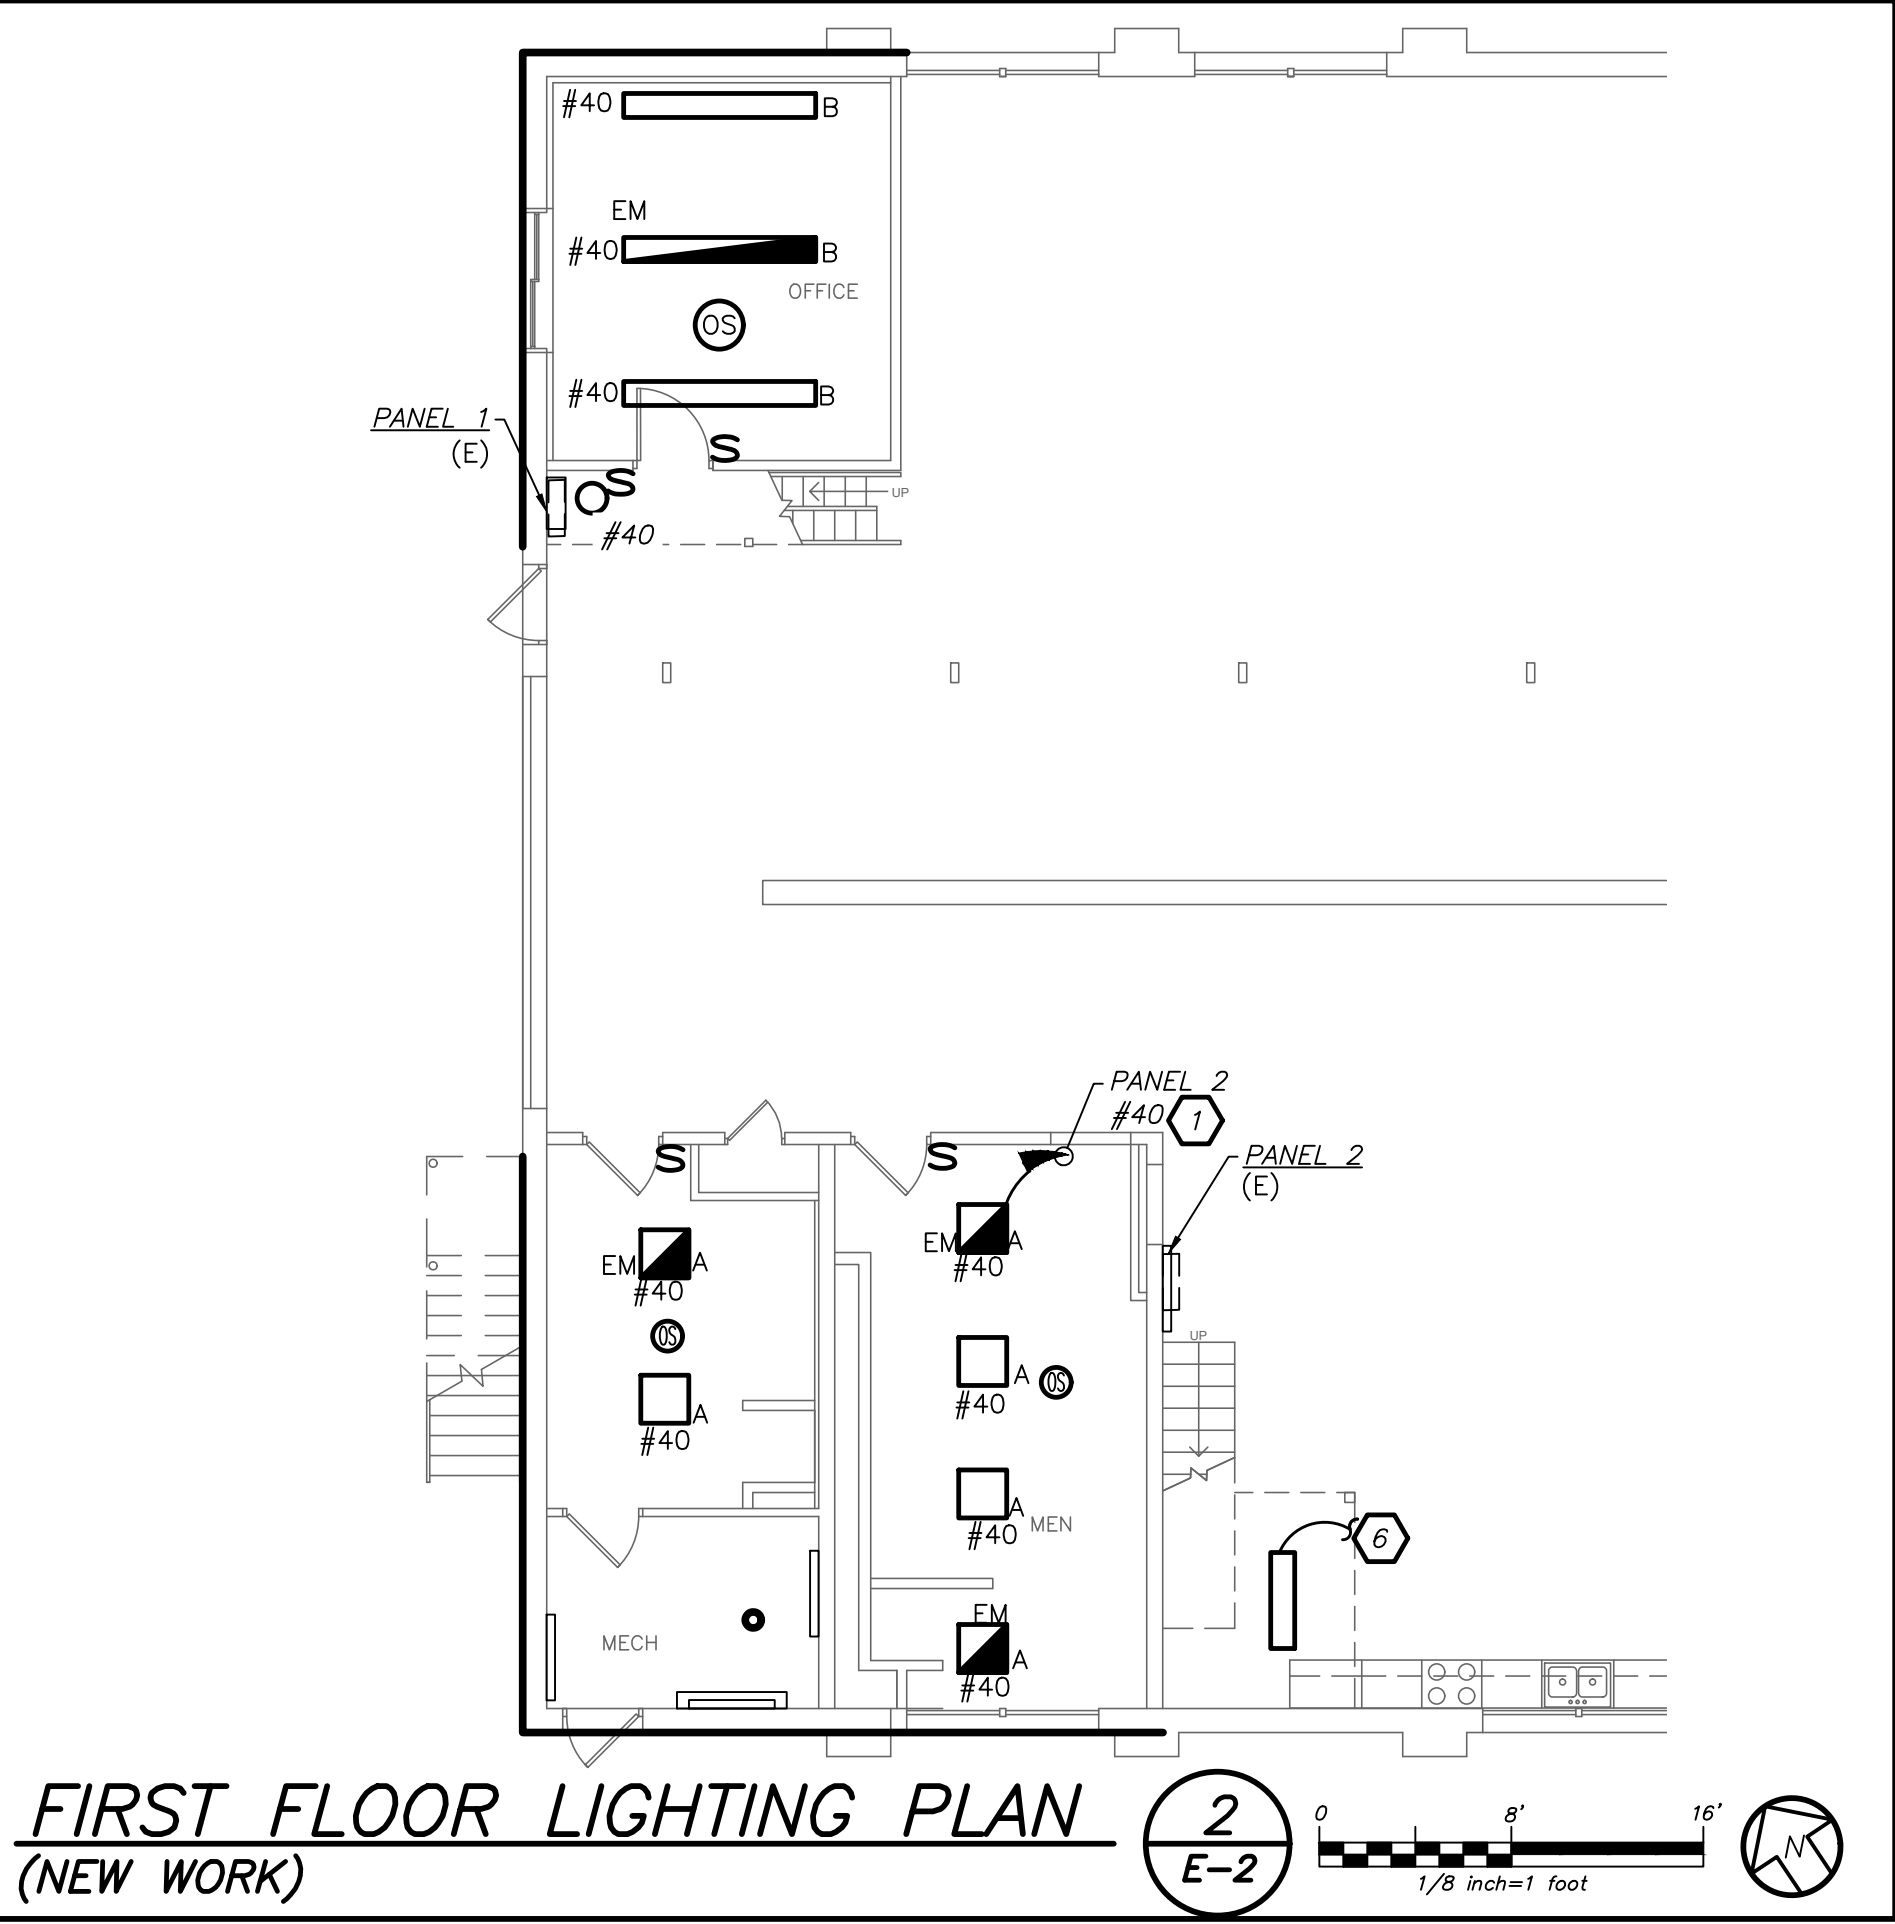 #40 B
EM
#40 B
OFFICE
OS
#40 B
PANEL 1
(E)
S
S
UP
#40
PANEL 2
#40 1
S
S
PANEL 2
(E)
EM A
#40
EM A
#40
OS
UP
A
#40
A OS
#40
A
#40
MEN
6
EM
MECH
A
#40
FIRST FLOOR LIGHTING PLAN
(NEW WORK)
2
E-2
0 8' 16'
1/8 inch=1 foot
N